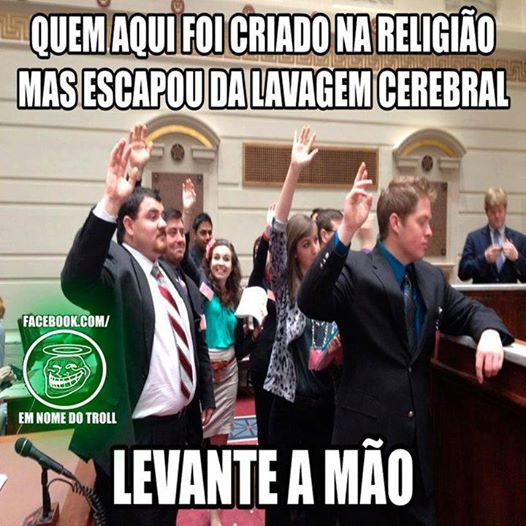 QUEM AQUI FOI CRIADO NA RELIGIÃO
MAS ESCAPOU DA LAVAGEM CEREBRAL
FACEBOOK.COM/
EM NOME DO TROLL
LEVANTE A MÃO